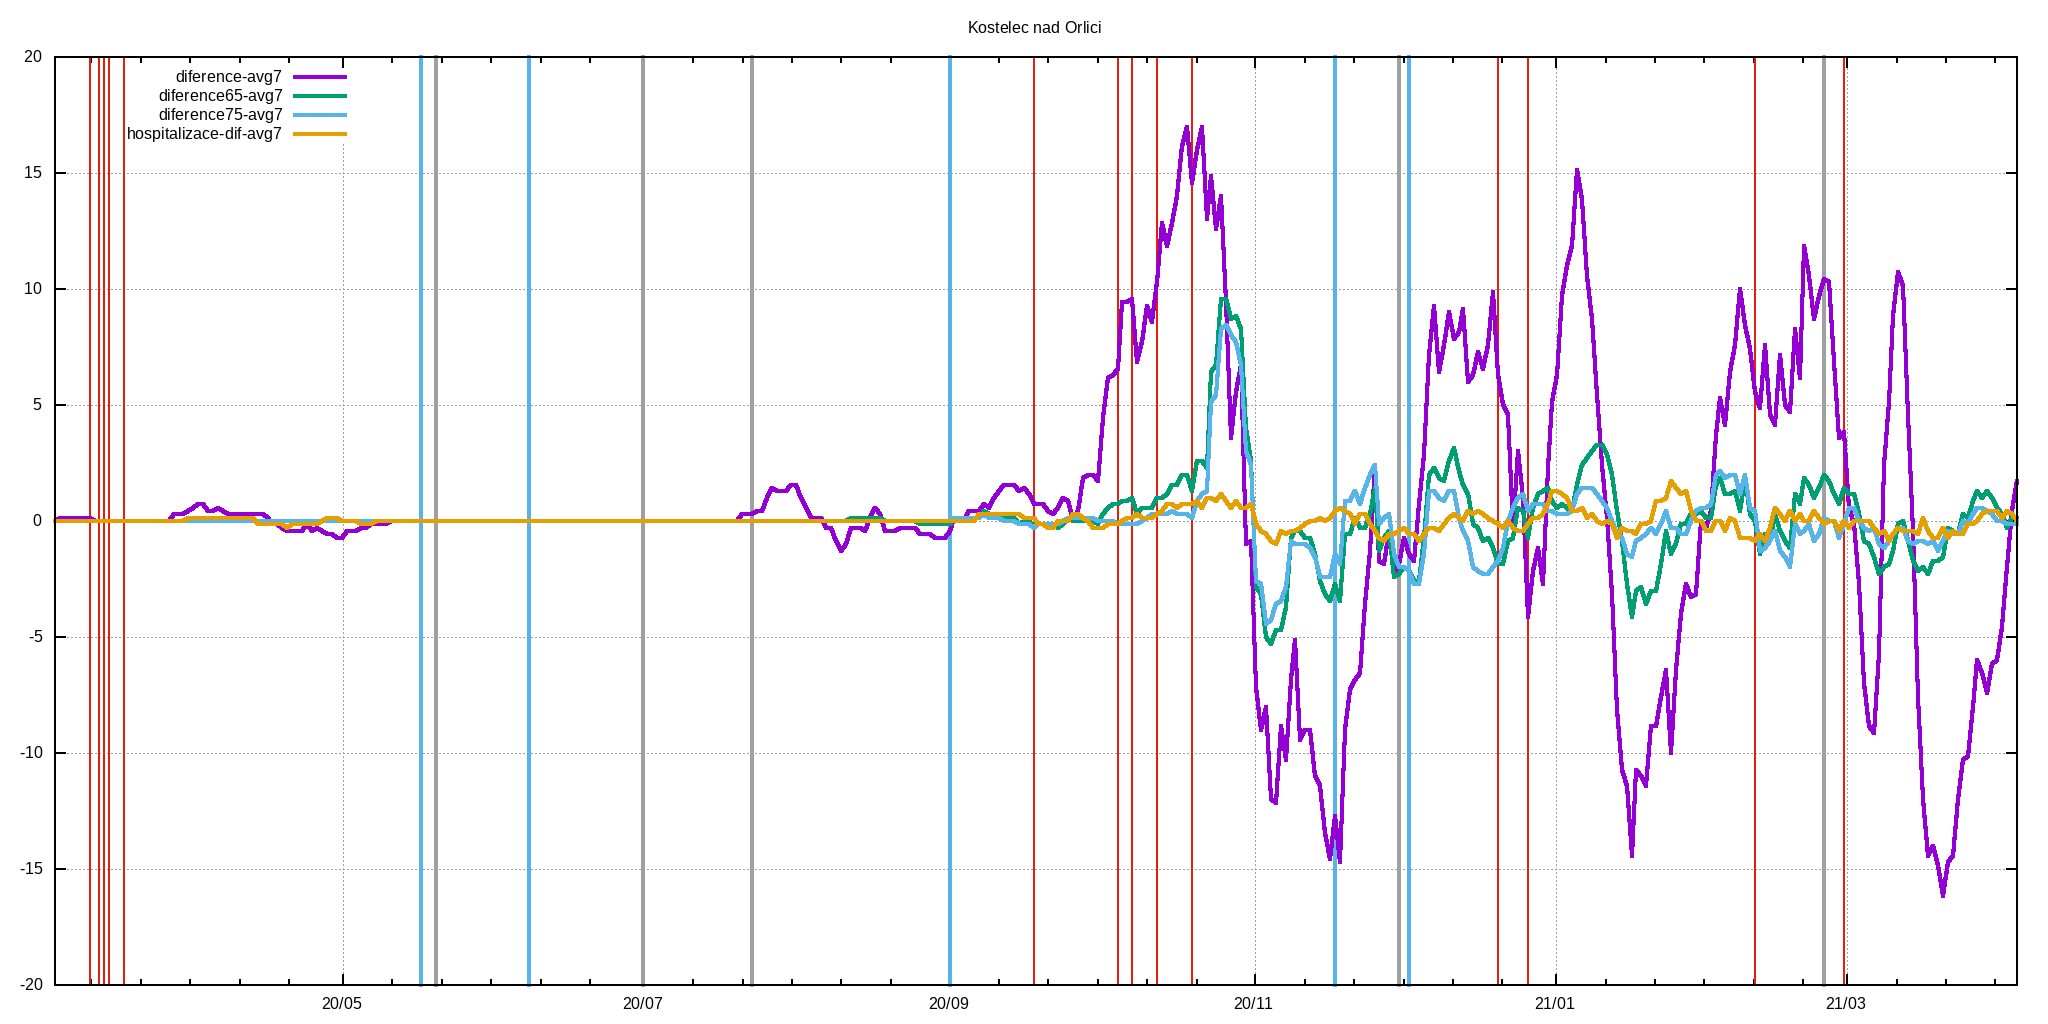 Kostelec nad Orlici
20
diference-avg7
diference65-avg7
diference75-avg7
hospitalizace-dif-avg7
15
10
5
0
-5
-10
-15
-20
20/05 20/07 20/09 20/11 21/01 21/03